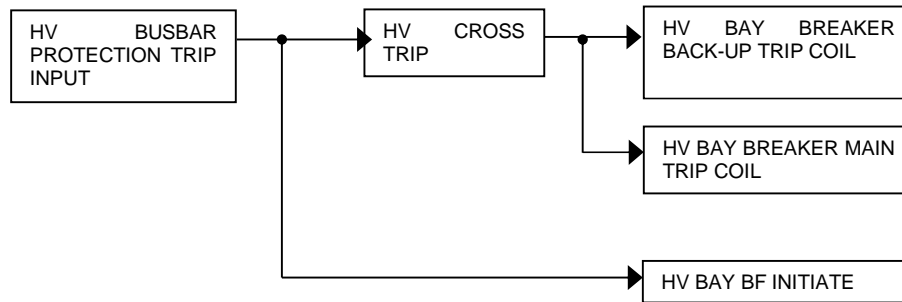 HV BUSBAR
PROTECTION TRIP
INPUT
HV CROSS
TRIP
HV BAY BREAKER
BACK-UP TRIP COIL
HV BAY BREAKER MAIN
TRIP COIL
HV BAY BF INITIATE